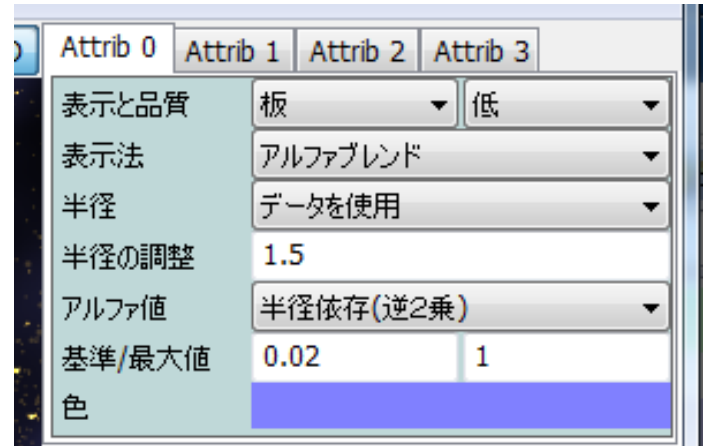 Attrib 0 Attrib 1 Attrib 2 Attrib 3
表示と品質 板 低
表示法 アルファブレンド
半径 データを使用
半径の調整 1.5
アルファ値 半径依存(逆2乗)
基準/最大値 0.02 1
色